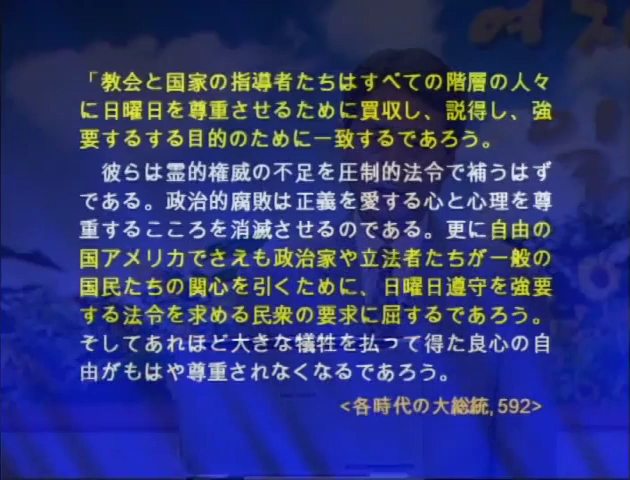 여
「教会と国家の指導者たちはすべての階層の人々
に日曜日を尊重させるために買収し、説得し、強
要するする目的のために一致するであろう。
彼らは霊的権威の不足を圧制的法令で補うはず
である。政治的腐敗は正義を愛する心と心理を尊
重するこころを消滅させるのである。更に自由の
国アメリカでさえも政治家や立法者たちが一般の
国民たちの関心を引くために、日曜日遵守を強要
する法令を求める民衆の要求に屈するであろう。
そしてあれほど大きな犠牲を払って得た良心の自
由がもはや尊重されなくなるであろう。
<各時代の大総統, 592>